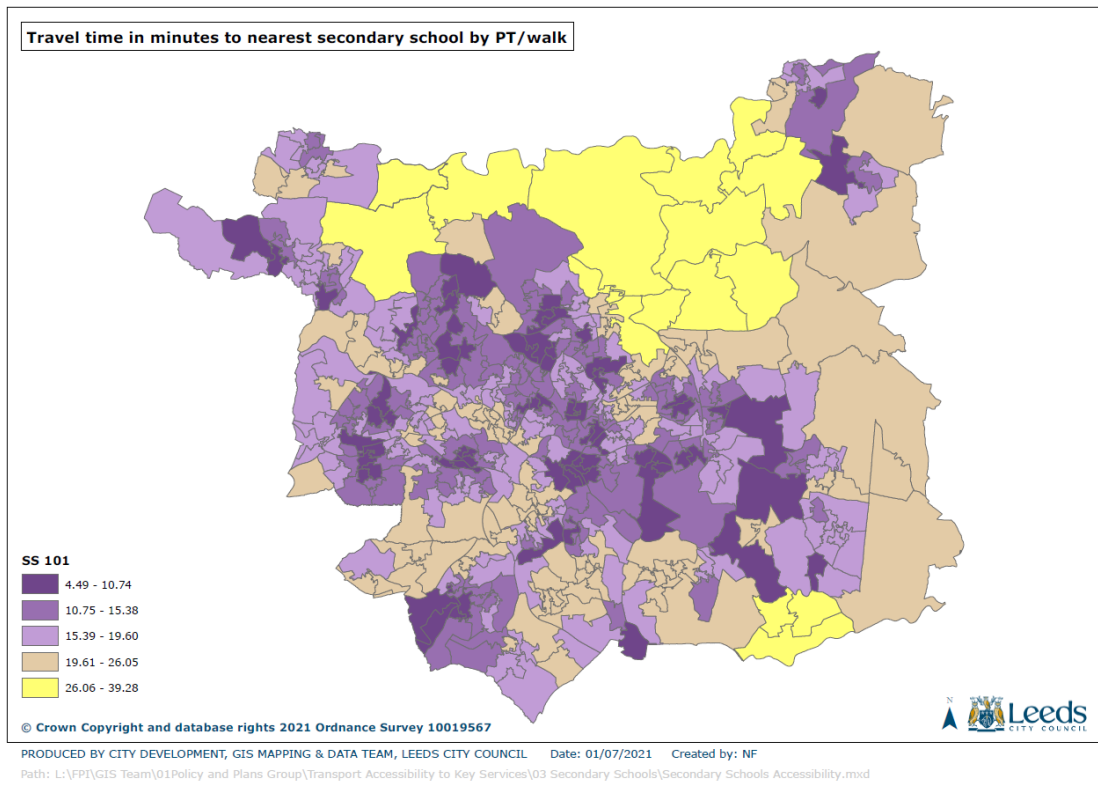 Travel time in minutes to nearest secondary school by PT/walk
SS 101
4.49 - 10.74
10.75 - 15.38
15.39 - 19.60
19.61 - 26.05
26.06 - 39.28
N
Leeds
CITY COUNCIL
© Crown Copyright and database rights 2021 Ordnance Survey 10019567
PRODUCED BY CITY DEVELOPMENT, GIS MAPPING & DATA TEAM, LEEDS CITY COUNCIL Date: 01/07/2021 Created by: NF
Path: L:\FPI\GIS Team\01Policy and Plans Group\Transport Accessibility to Key Services\03 Secondary Schools\Secondary Schools Accessibility.mxd